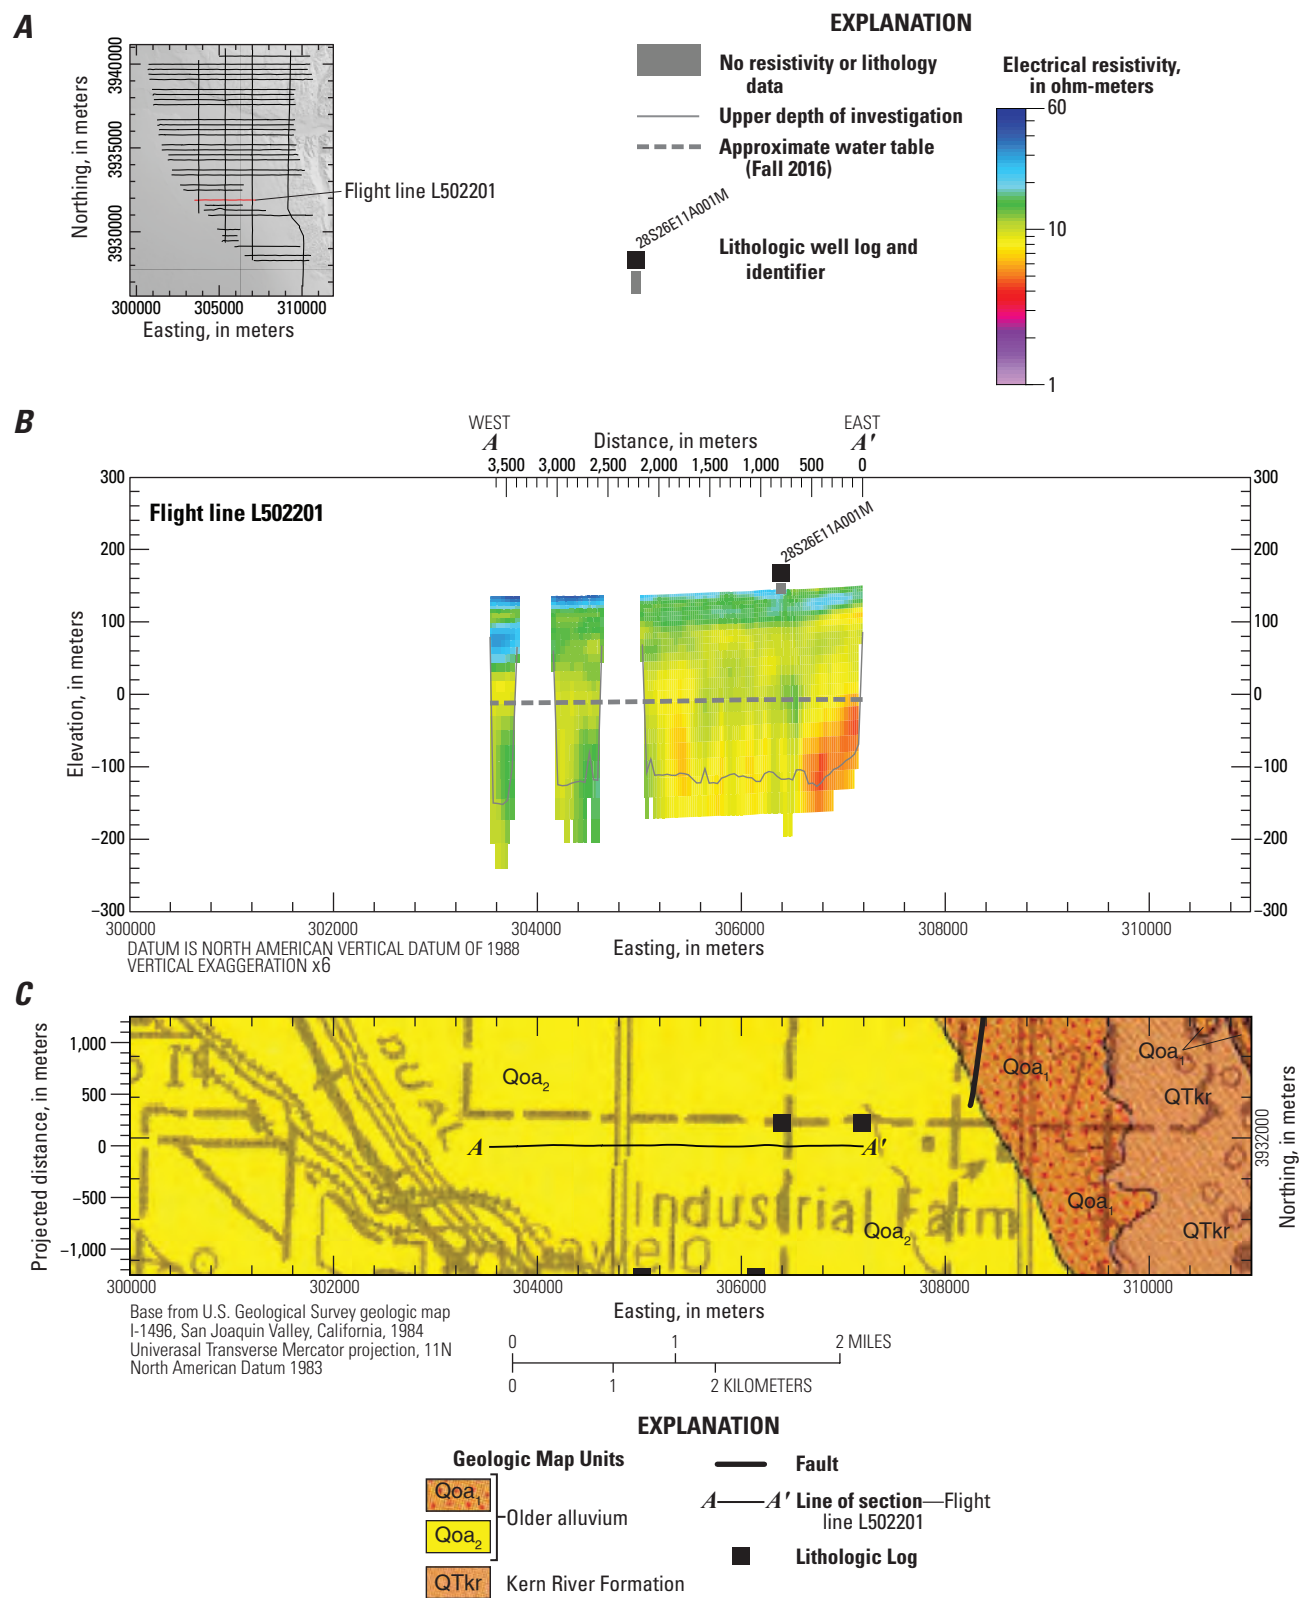 A
3940000
3935000
3930000
Northing, in meters
300000 305000 310000
Easting, in meters
Flight line L502201
EXPLANATION
No resistivity or lithology
data
Upper depth of investigation
Approximate water table
(Fall 2016)
28S26E11A001M
Lithologic well log and
identifier
Electrical resistivity,
in ohm-meters
60
10
1
B
WEST
A
Distance, in meters
EAST
A′
3,500 3,000 2,500 2,000 1,500 1,000 500 0
Flight line L502201
28S26E11A001M
300
200
100
0
−100
−200
−300
Elevation, in meters
300
200
100
0
−100
−200
−300
300000 302000 304000 306000 308000 310000
Easting, in meters
DATUM IS NORTH AMERICAN VERTICAL DATUM OF 1988
VERTICAL EXAGGERATION x6
C
1,000
500
0
−500
−1,000
Projected distance, in meters
Qoa2
Qoa1
Qoa1
QTkr
A
A′
Industrial Farm
Qoa2
Qoa1
QTkr
3932000
Northing, in meters
300000 302000 304000 306000 308000 310000
Easting, in meters
Base from U.S. Geological Survey geologic map
I-1496, San Joaquin Valley, California, 1984
Univerasal Transverse Mercator projection, 11N
North American Datum 1983
0 1 2 MILES
0 1 2 KILOMETERS
EXPLANATION
Geologic Map Units
Qoa1
Qoa2
Older alluvium
QTkr
Kern River Formation
Fault
A A′ Line of section—Flight
line L502201
Lithologic Log